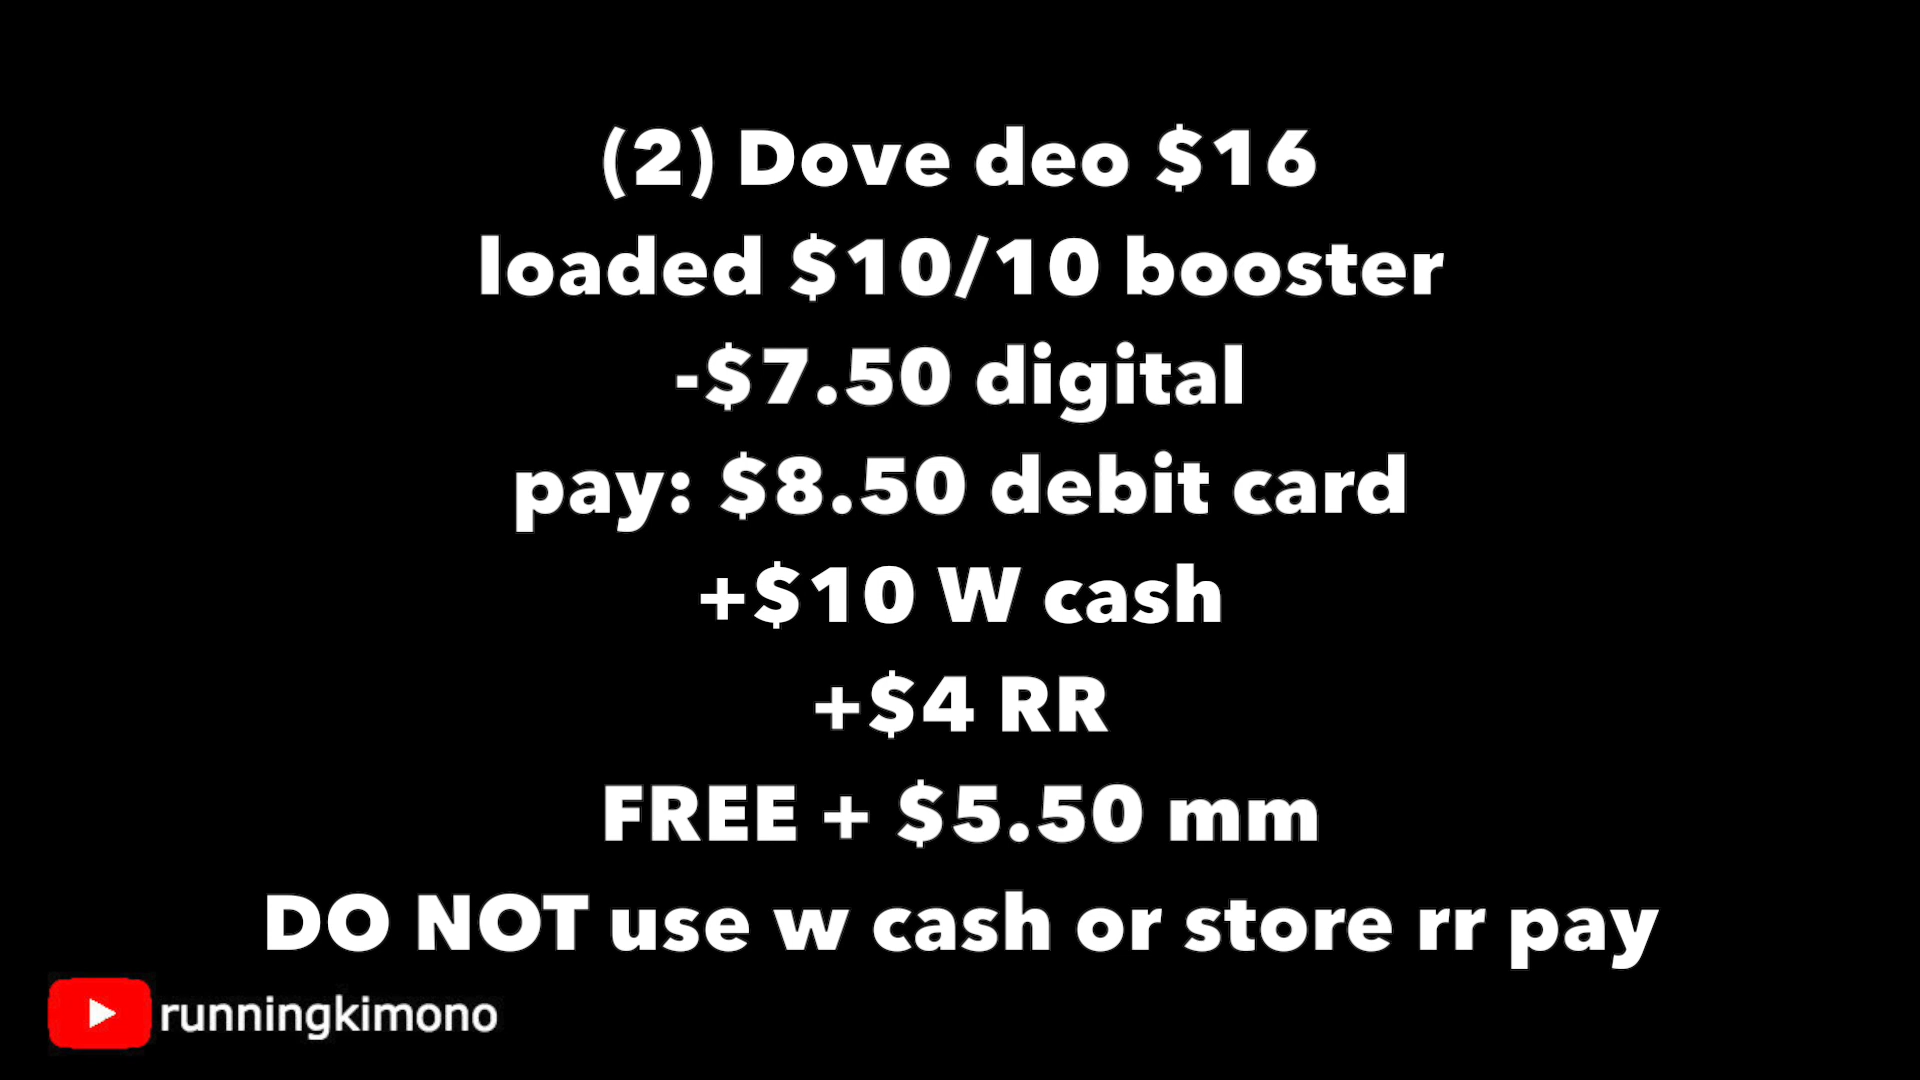 (2) Dove deo $16
loaded $10/10 booster
-$7.50 digital
pay: $8.50 debit card
+$10 W cash
+$4 RR
FREE + $5.50 mm
DO NOT use w cash or store rr pay
runningkimono